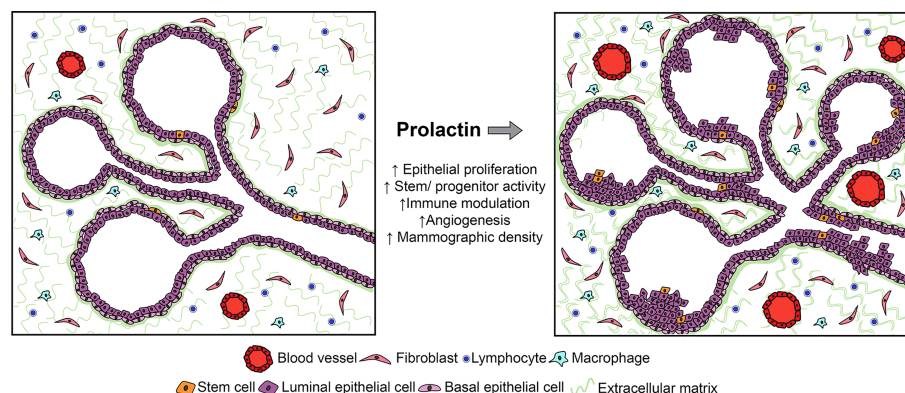 Prolactin
↑ Epithelial proliferation
↑ Stem/ progenitor activity
↑Immune modulation
↑Angiogenesis
↑ Mammographic density
Blood vessel Fibroblast Lymphocyte Macrophage
Stem cell Luminal epithelial cell Basal epithelial cell Extracellular matrix